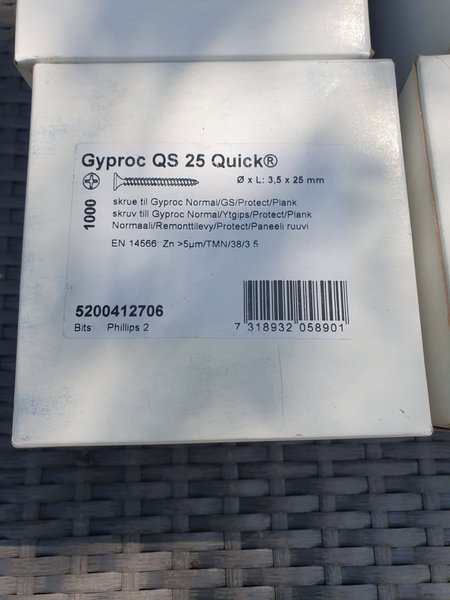 Gyproc QS 25 Quick®
Ø x L: 3,5 x 25 mm
1000
skrue til Gyproc Normal/GS/Protect/Plank
skruv till Gyproc Normal/Ytgips/Protect/Plank
Normaali/Remonttilevy/Protect/Paneeli ruuvi
EN 14566: Zn >5µm/TMN/38/3.5
5200412706
Bits: Phillips 2
7 318932 058901